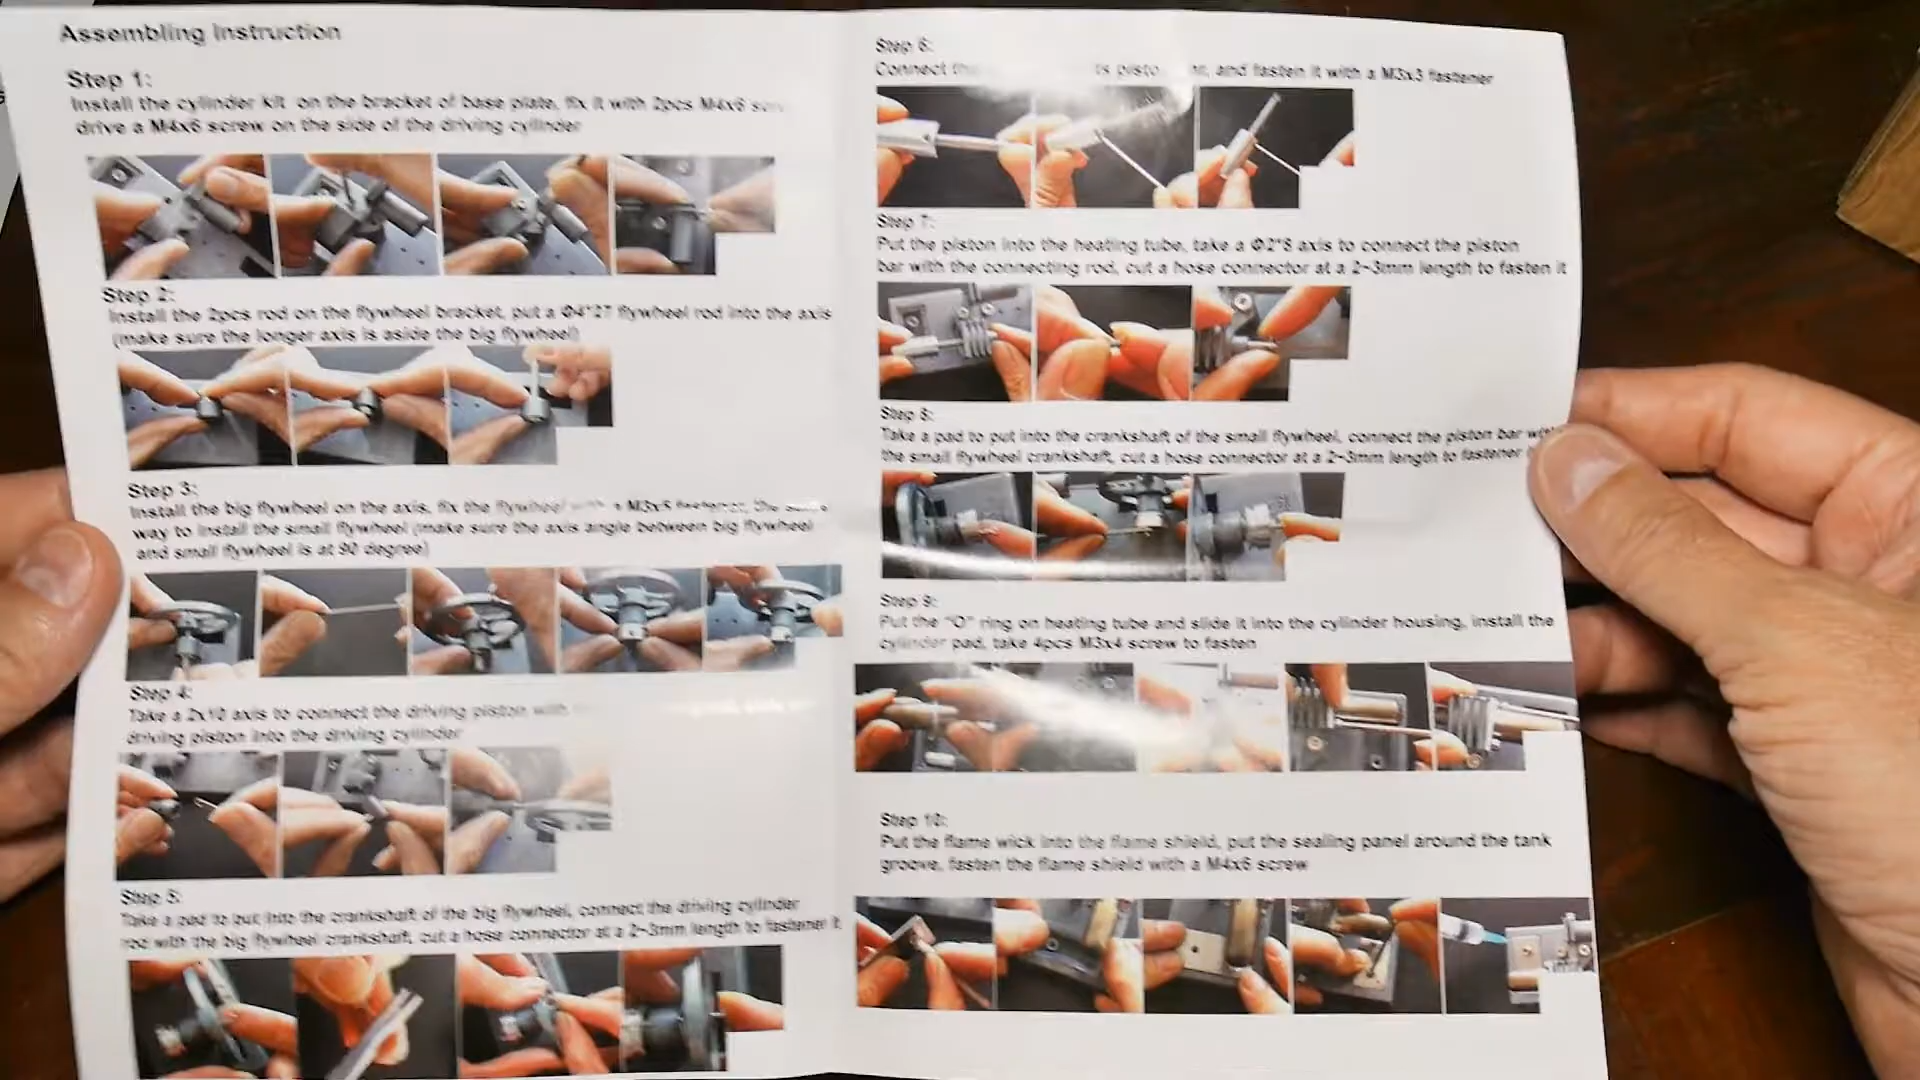 Assembling Instruction
Step 1:
Install the cylinder kit on the bracket of base plate, fix it with 2pcs M4x6
drive a M4x6 screw on the side of the driving cylinder
Step 2:
Install the 2pcs rod on the flywheel bracket, put a Φ4*27 flywheel rod into the axis
(make sure the longer axis is aside the big flywheel)
Step 3:
Install the big flywheel on the axis, fix the flywheel with a M3x5 fastener, the same
way to install the small flywheel (make sure the axis angle between big flywheel
and small flywheel is at 90 degree)
Step 4:
Take a 2x10 axis to connect the driving piston with
driving piston into the driving cylinder
Step 5:
Take a pad to put into the crankshaft of the big flywheel, connect the driving cylinder
rod with the big flywheel crankshaft, cut a hose connector at a 2~3mm length to fastener it
Step 6:
Connect the piston and fasten it with a M3x3 fastener
Step 7:
Put the piston into the heating tube, take a Φ2*8 axis to connect the piston
bar with the connecting rod, cut a hose connector at a 2~3mm length to fasten it
Step 8:
Take a pad to put into the crankshaft of the small flywheel, connect the piston bar with
the small flywheel crankshaft, cut a hose connector at a 2~3mm length to fastener
Step 9:
Put the "O" ring on heating tube and slide it into the cylinder housing, install the
cylinder pad, take 4pcs M3x4 screw to fasten
Step 10:
Put the flame wick into the flame shield, put the sealing panel around the tank
groove, fasten the flame shield with a M4x6 screw